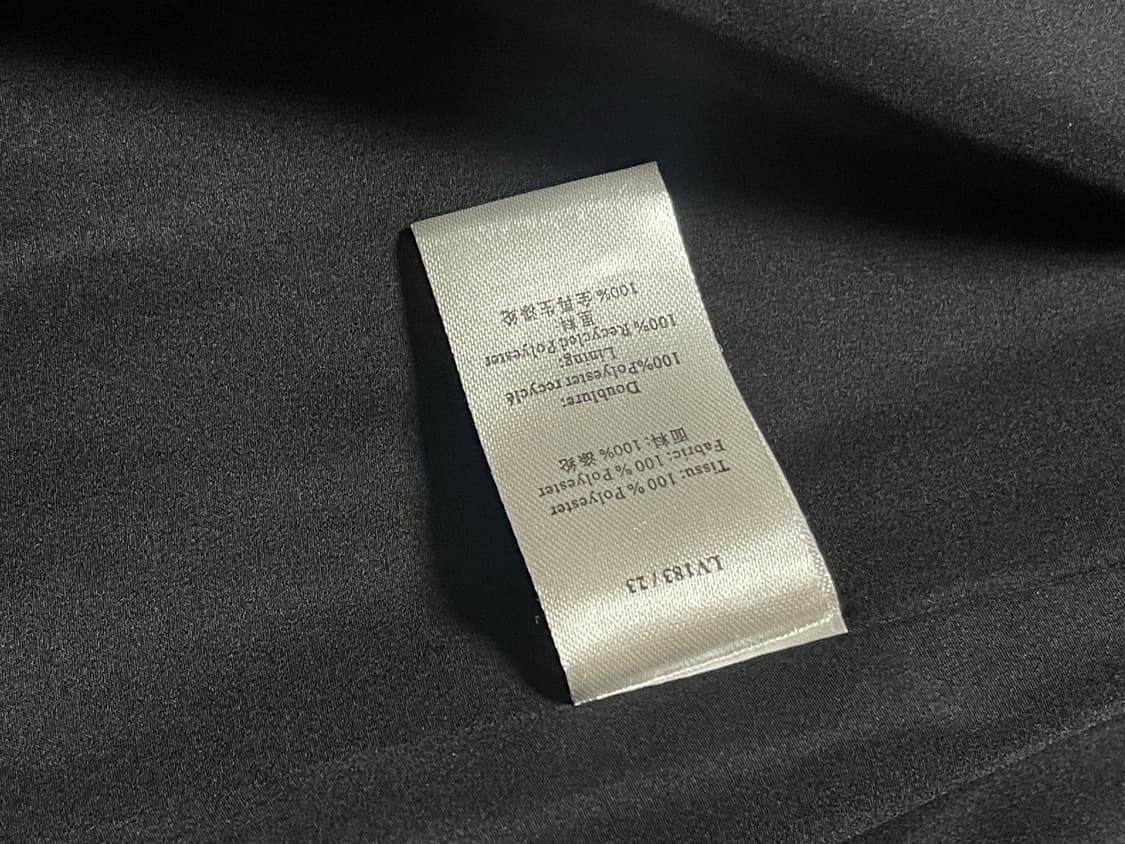 LV183 / 23
Tissu: 100 % Polyester
Fabric: 100 % Polyester
面料: 100% 涤纶
Doublure:
100%Polyester recyclé
Lining:
100% Recycled Polyester
里料:
100% 全再生涤纶